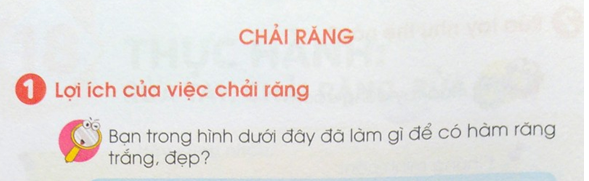 CHẢI RĂNG
1 Lợi ích của việc chải răng
Bạn trong hình dưới đây đã làm gì để có hàm răng
trắng, đẹp?